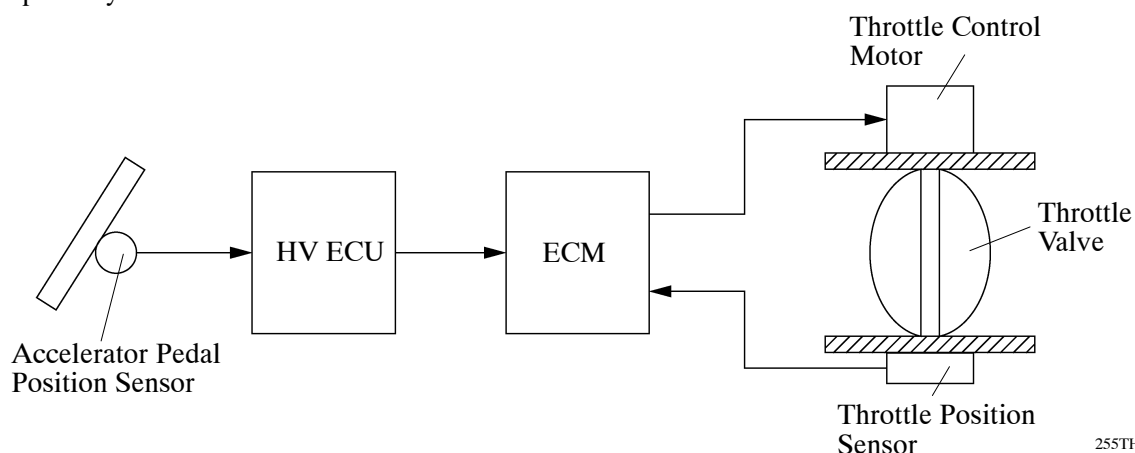 Throttle Control
Motor
HV ECU
ECM
Throttle
Valve
Accelerator Pedal
Position Sensor
Throttle Position
Sensor